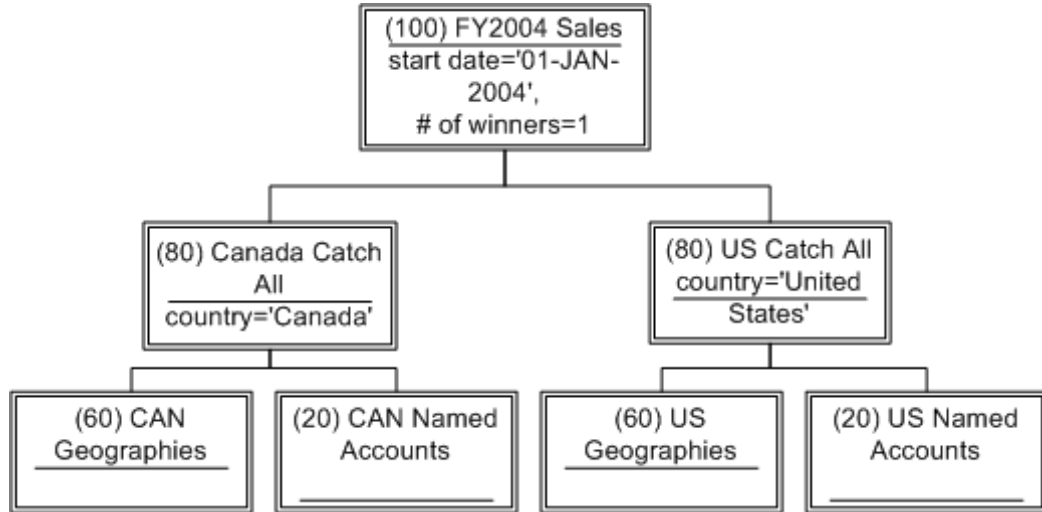 (100) FY2004 Sales
start date='01-JAN-
2004',
# of winners=1
(80) Canada Catch
All
country='Canada'
(80) US Catch All
country='United
States'
(60) CAN
Geographies
(20) CAN Named
Accounts
(60) US
Geographies
(20) US Named
Accounts